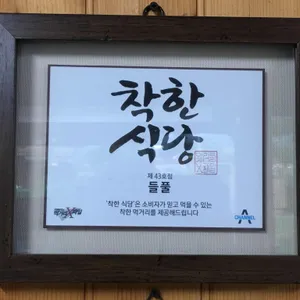 착한
식당
제 43호점
들풀
'착한 식당'은 소비자가 믿고 먹을 수 있는
착한 먹거리를 제공해드립니다
CHANNEL